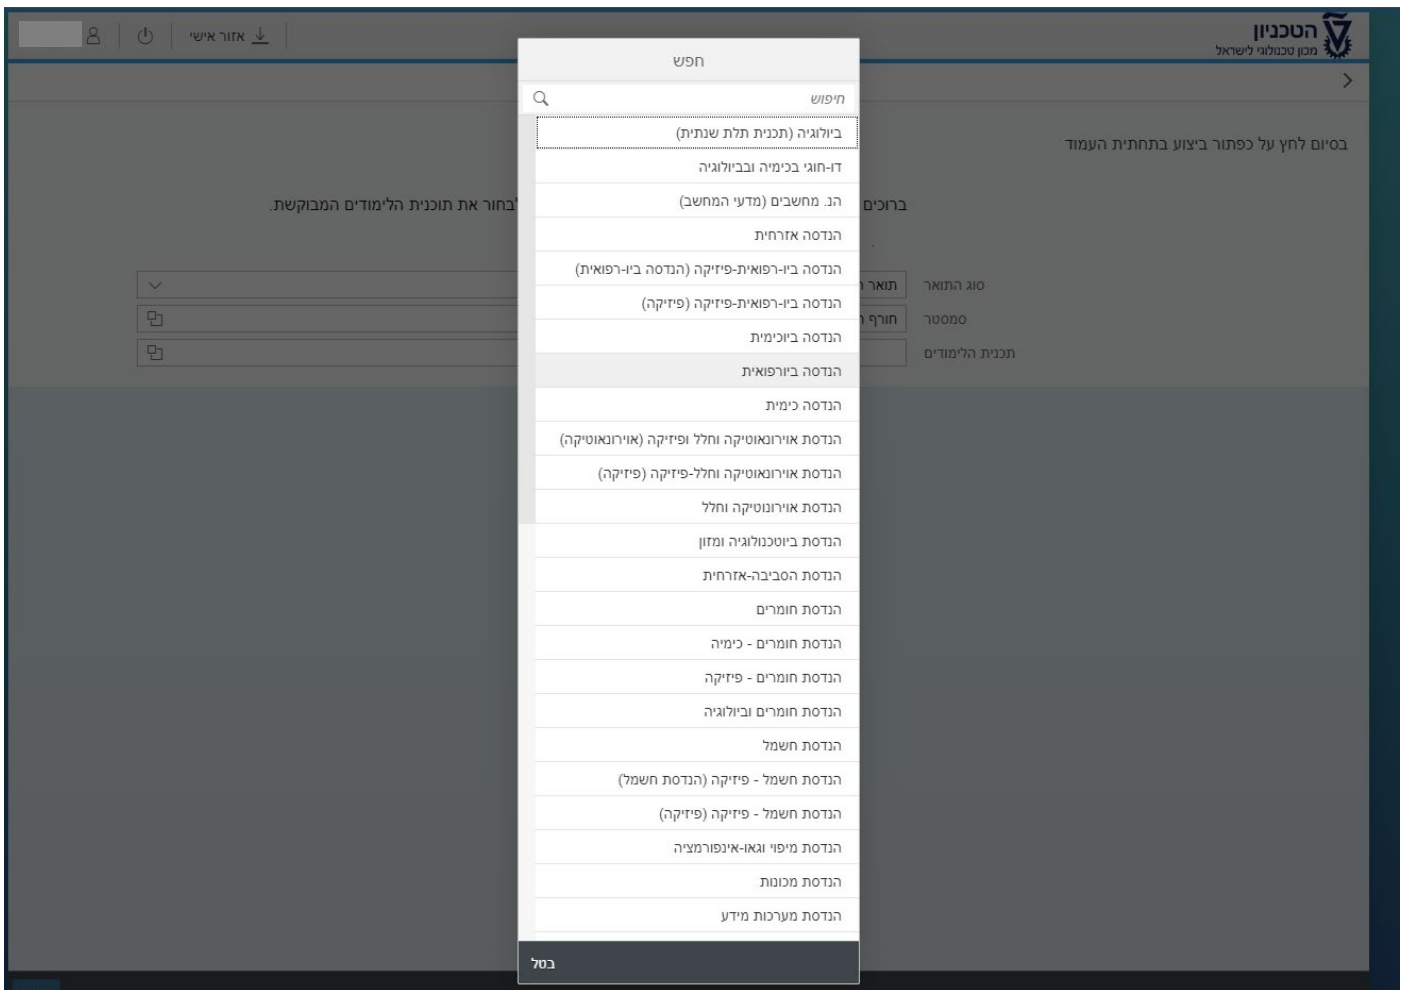 הטכניון
מכון טכנולוגי לישראל
אזור אישי
בסיום לחץ על כפתור ביצוע בתחתית העמוד
ברוכים
לבחור את תוכנית הלימודים המבוקשת.
סוג התואר
תואר
סמסטר
חורף
תכנית הלימודים
חפש
חיפוש
ביולוגיה (תכנית תלת שנתית)
דו-חוגי בכימיה ובביולוגיה
הנ. מחשבים (מדעי המחשב)
הנדסה אזרחית
הנדסה ביו-רפואית-פיזיקה (הנדסה ביו-רפואית)
הנדסה ביו-רפואית-פיזיקה (פיזיקה)
הנדסה ביוכימית
הנדסה ביורפואית
הנדסה כימית
הנדסת אוירונאוטיקה וחלל ופיזיקה (אוירונאוטיקה)
הנדסת אוירונאוטיקה וחלל-פיזיקה (פיזיקה)
הנדסת אוירונוטיקה וחלל
הנדסת ביוטכנולוגיה ומזון
הנדסת הסביבה-אזרחית
הנדסת חומרים
הנדסת חומרים - כימיה
הנדסת חומרים - פיזיקה
הנדסת חומרים וביולוגיה
הנדסת חשמל
הנדסת חשמל - פיזיקה (הנדסת חשמל)
הנדסת חשמל - פיזיקה (פיזיקה)
הנדסת מיפוי וגאו-אינפורמציה
הנדסת מכונות
הנדסת מערכות מידע
בטל